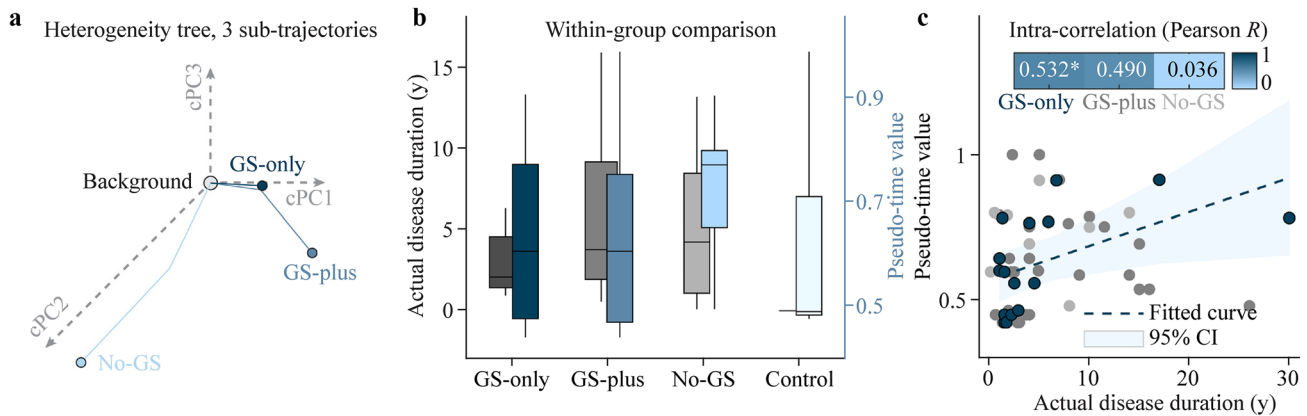 a
Heterogeneity tree, 3 sub-trajectories
cPC3
GS-only
Background
cPC1
GS-plus
cPC2
No-GS
b
Within-group comparison
Actual disease duration (y)
15
10
5
0
0.9
0.7
0.5
Pseudo-time value
GS-only GS-plus No-GS Control
c
Intra-correlation (Pearson R)
0.532* 0.490 0.036
1
0
GS-only GS-plus No-GS
Pseudo-time value
1
0.5
Fitted curve
95% CI
0 10 20 30
Actual disease duration (y)